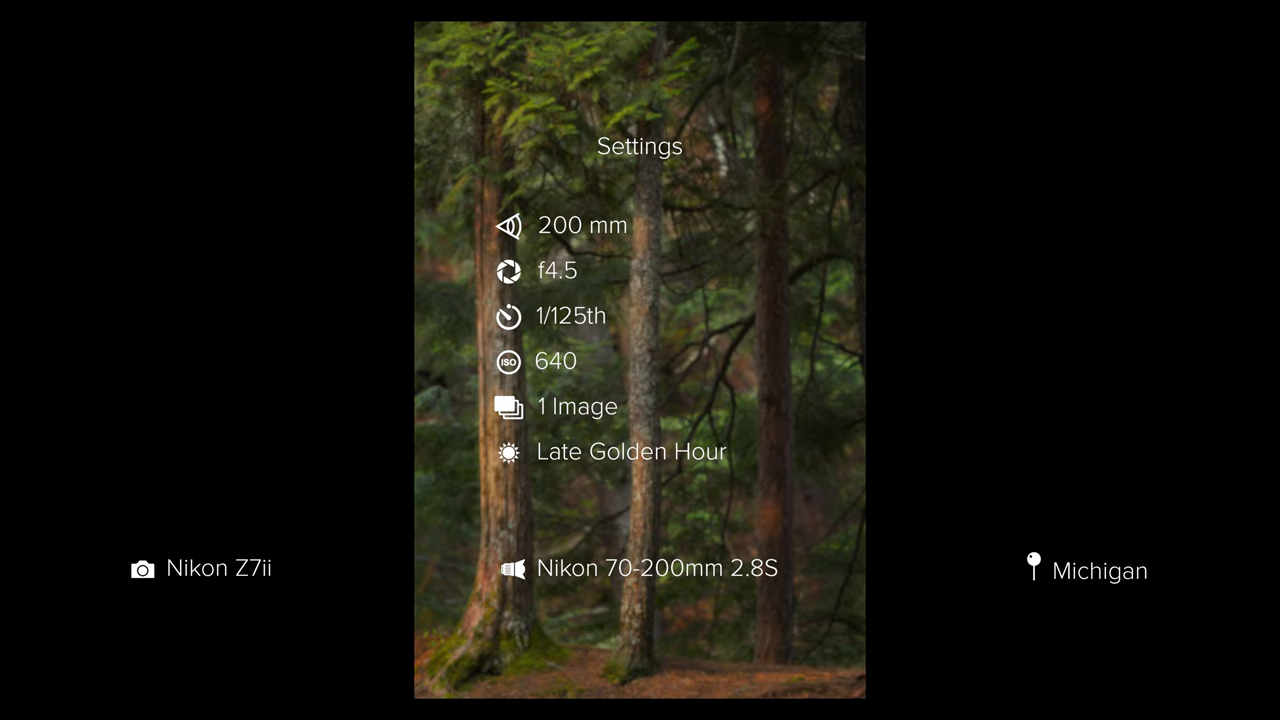 Settings
200 mm
f4.5
1/125th
ISO 640
1 Image
Late Golden Hour
Nikon Z7ii
Nikon 70-200mm 2.8S
Michigan